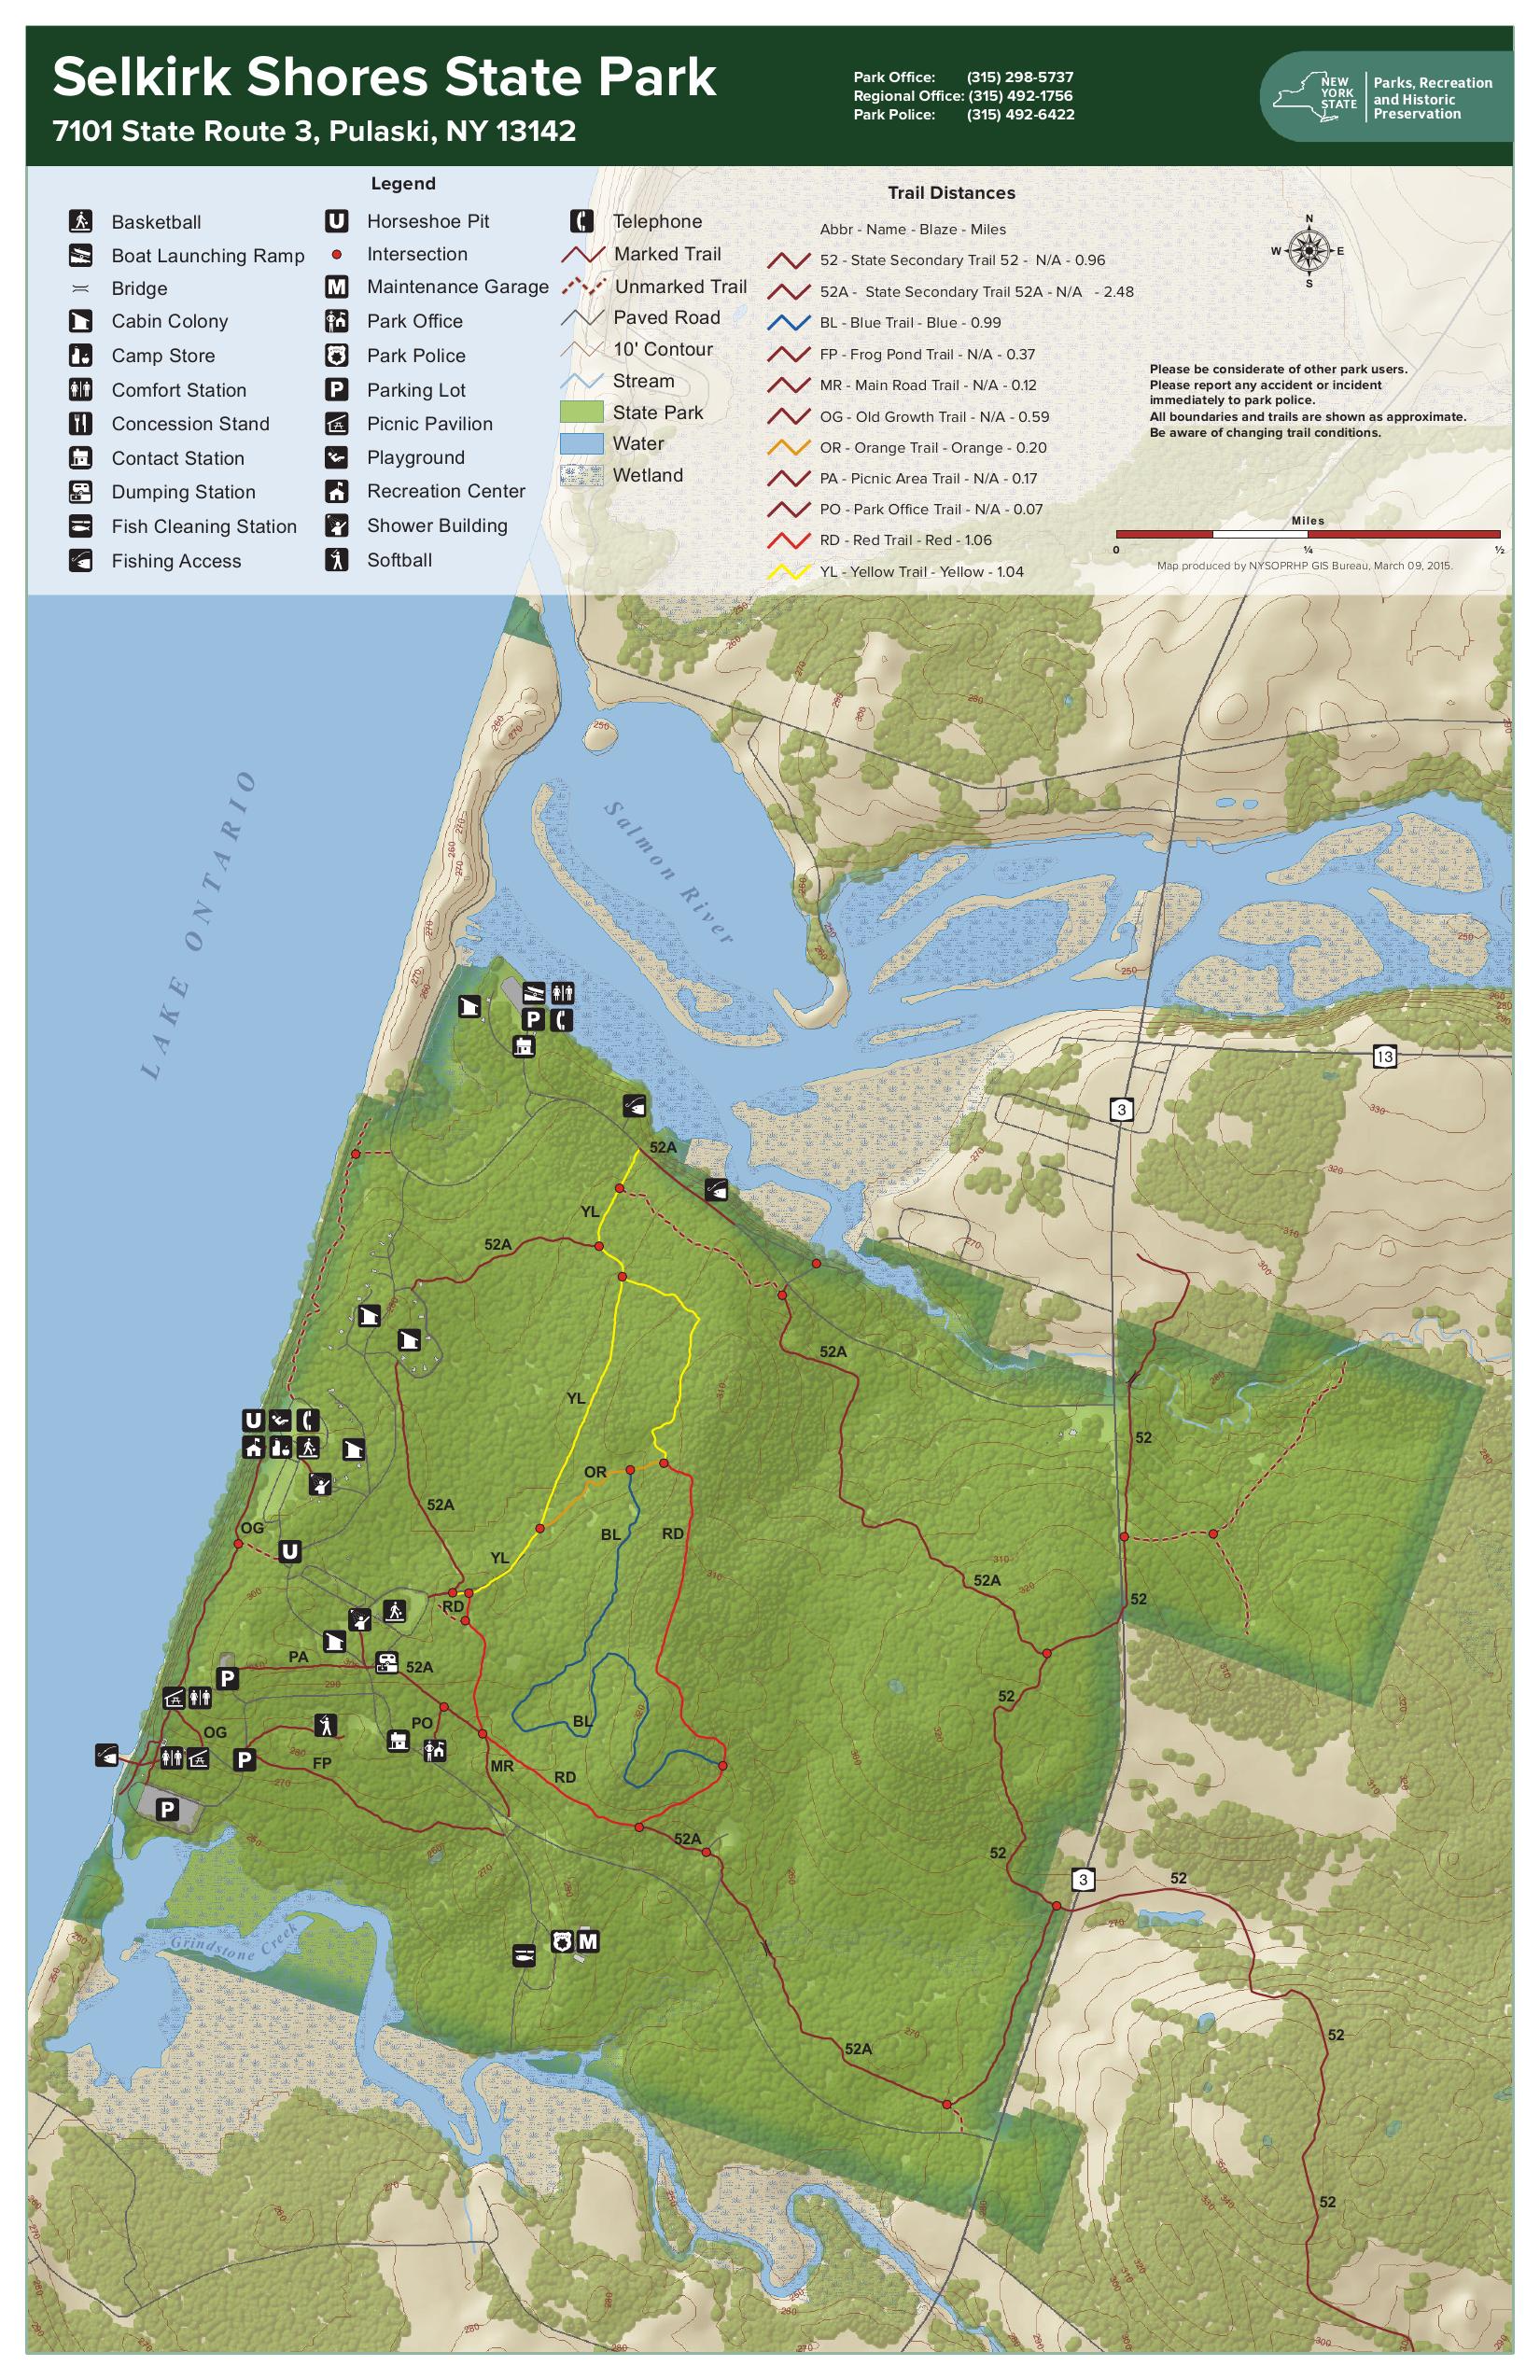 Selkirk Shores State Park
7101 State Route 3, Pulaski, NY 13142
Park Office: (315) 298-5737
Regional Office: (315) 492-1756
Park Police: (315) 492-6422
NEW
YORK
STATE
Parks, Recreation
and Historic
Preservation
Legend
Basketball
Boat Launching Ramp
Bridge
Cabin Colony
Camp Store
Comfort Station
Concession Stand
Contact Station
Dumping Station
Fish Cleaning Station
Fishing Access
U Horseshoe Pit
Intersection
M Maintenance Garage
Park Office
Park Police
P Parking Lot
Picnic Pavilion
Playground
Recreation Center
Shower Building
Softball
Telephone
Marked Trail
Unmarked Trail
Paved Road
10' Contour
Stream
State Park
Water
Wetland
Trail Distances
Abbr - Name - Blaze - Miles
52 - State Secondary Trail 52 - N/A - 0.96
52A - State Secondary Trail 52A - N/A - 2.48
BL - Blue Trail - Blue - 0.99
FP - Frog Pond Trail - N/A - 0.37
MR - Main Road Trail - N/A - 0.12
OG - Old Growth Trail - N/A - 0.59
OR - Orange Trail - Orange - 0.20
PA - Picnic Area Trail - N/A - 0.17
PO - Park Office Trail - N/A - 0.07
RD - Red Trail - Red - 1.06
YL - Yellow Trail - Yellow - 1.04
N
W E
S
Please be considerate of other park users.
Please report any accident or incident
immediately to park police.
All boundaries and trails are shown as approximate.
Be aware of changing trail conditions.
Miles
0 ¼ ½
Map produced by NYSOPRHP GIS Bureau, March 09, 2015.
LAKE ONTARIO
Salmon River
P
13
3
52A
YL
52A
52A
YL
52
U
OR
52A
OG
BL
RD
U
YL
52A
RD
52
PA
52A
P
52
PO
BL
OG
P
FP
MR
RD
P
52A
52
3
52
Grindstone Creek
M
52
52A
52